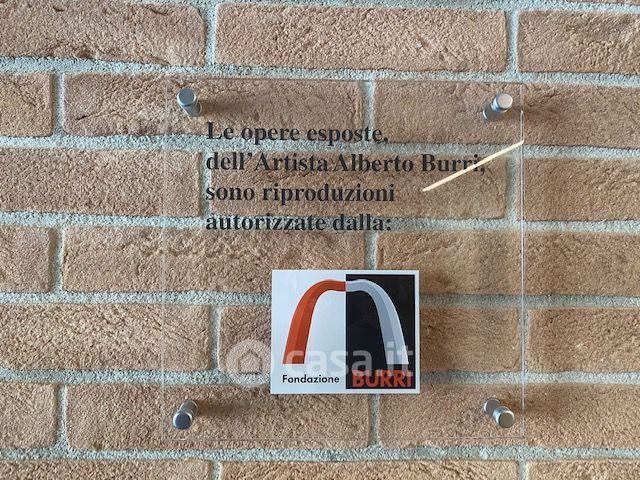 Le opere esposte,
dell'Artista Alberto Burri,
sono riproduzioni
autorizzate dalla:
casa.it
Fondazione BURRI